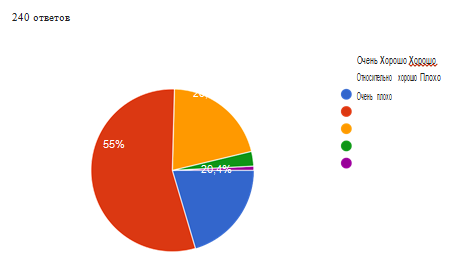 240 ответов
Очень Хорошо Хорошо
Относительно хорошо Плохо
Очень плохо
55%
20,4%